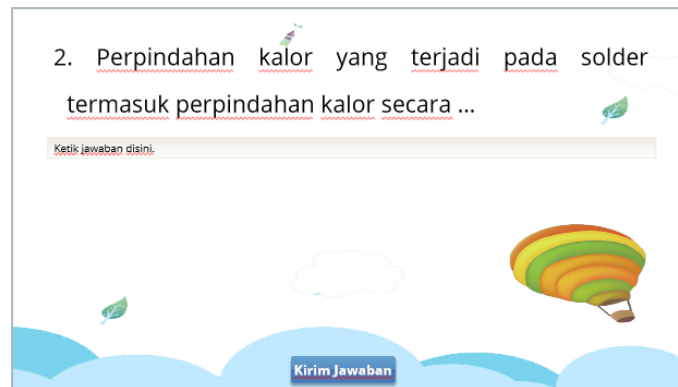 2. Perpindahan kalor yang terjadi pada solder
termasuk perpindahan kalor secara ...
Ketik jawaban disini.
Kirim Jawaban